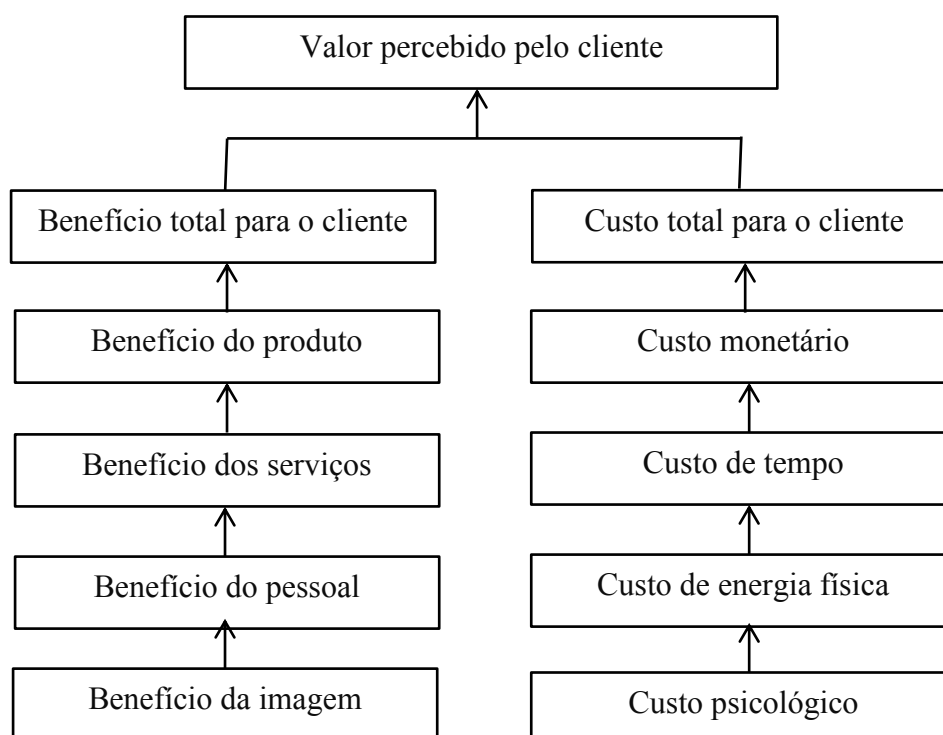 Valor percebido pelo cliente
Benefício total para o cliente
Custo total para o cliente
Benefício do produto
Custo monetário
Benefício dos serviços
Custo de tempo
Benefício do pessoal
Custo de energia física
Benefício da imagem
Custo psicológico